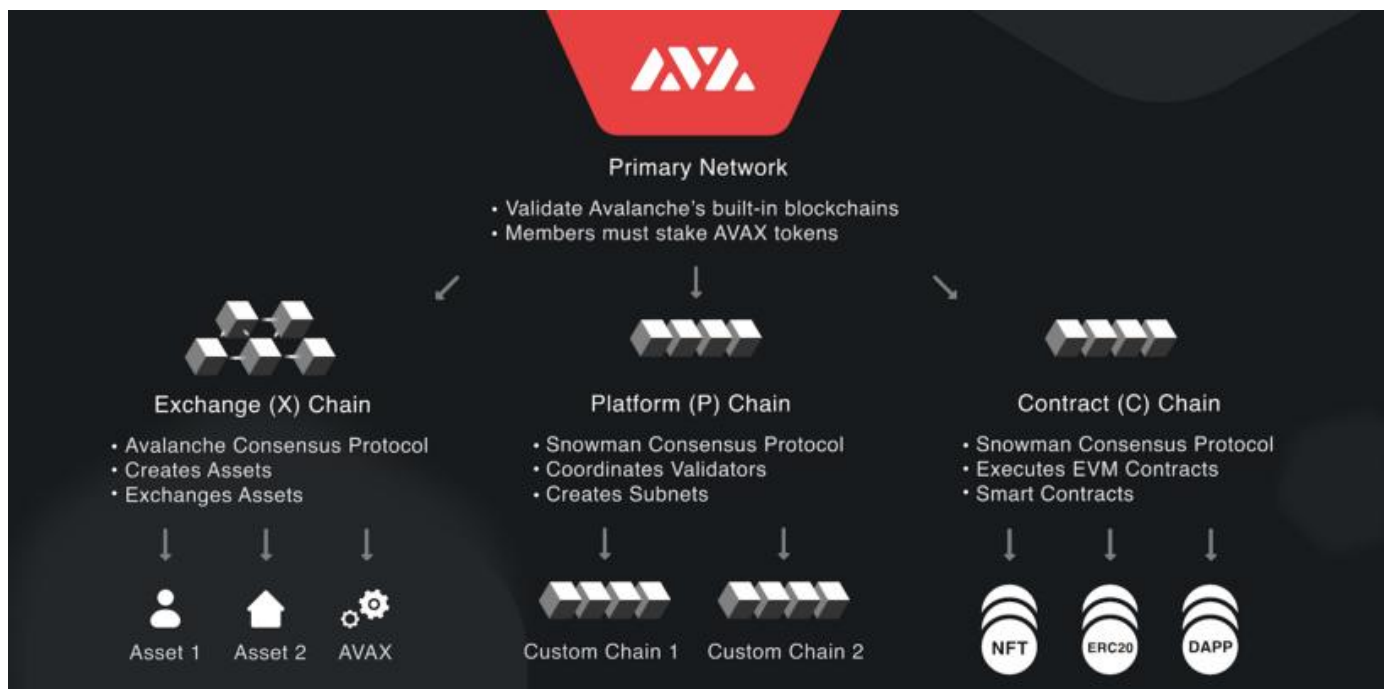 AVA
Primary Network
• Validate Avalanche's built-in blockchains
• Members must stake AVAX tokens
Exchange (X) Chain
• Avalanche Consensus Protocol
• Creates Assets
• Exchanges Assets
Asset 1
Asset 2
AVAX
Platform (P) Chain
• Snowman Consensus Protocol
• Coordinates Validators
• Creates Subnets
Custom Chain 1
Custom Chain 2
Contract (C) Chain
• Snowman Consensus Protocol
• Executes EVM Contracts
• Smart Contracts
NFT
ERC20
DAPP